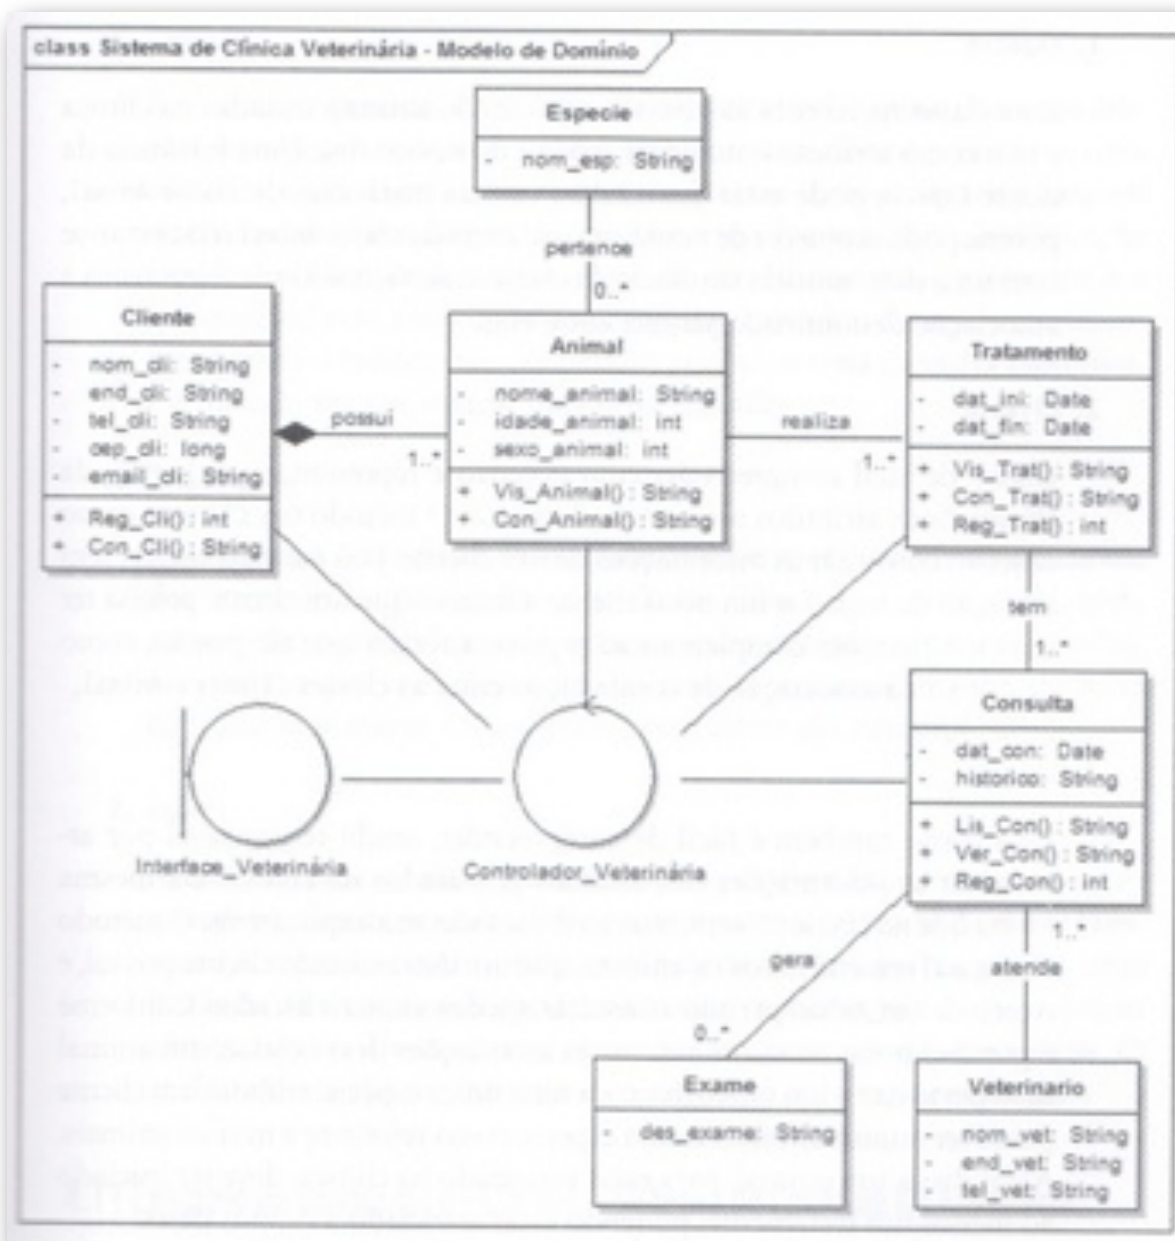 class Sistema de Clínica Veterinária - Modelo de Domínio
Especie
- nom_esp: String
pertence
0..*
Cliente
- nom_cli: String
- end_cli: String
- tel_cli: String
- cep_cli: long
- email_cli: String
+ Reg_Cli() : int
+ Con_Cli() : String
possui
1..*
Animal
- nome_animal: String
- idade_animal: int
- sexo_animal: int
+ Vis_Animal() : String
+ Con_Animal() : String
realiza
1..*
Tratamento
- dat_ini: Date
- dat_fin: Date
+ Vis_Trat() : String
+ Con_Trat() : String
+ Reg_Trat() : int
tem
1..*
Consulta
- dat_con: Date
- historico: String
+ Lis_Con() : String
+ Ver_Con() : String
+ Reg_Con() : int
Interface_Veterinária
Controlador_Veterinária
gera
0..*
1..*
atende
Exame
- des_exame: String
Veterinario
- nom_vet: String
- end_vet: String
- tel_vet: String